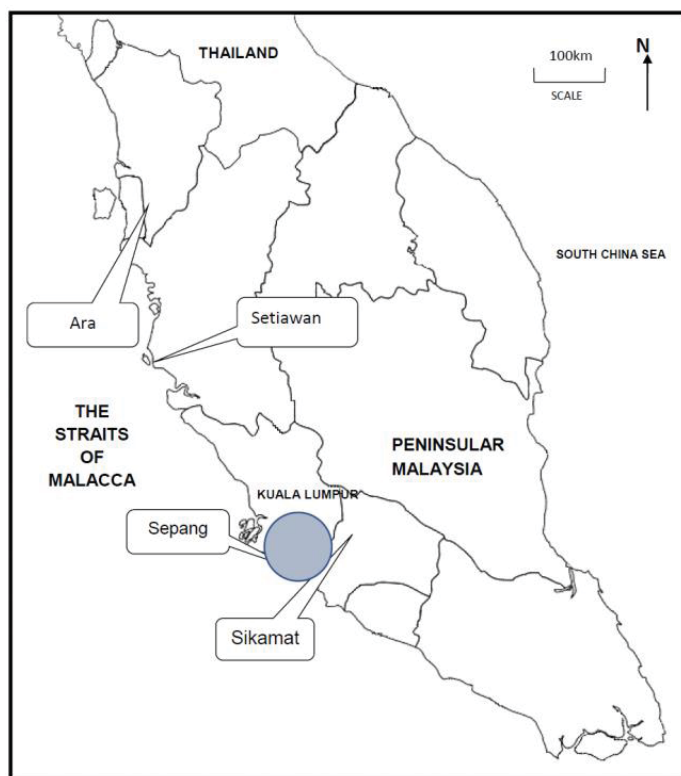 THAILAND
100km
SCALE
N
SOUTH CHINA SEA
Ara
Setiawan
THE
STRAITS
OF
MALACCA
PENINSULAR
MALAYSIA
KUALA LUMPUR
Sepang
Sikamat